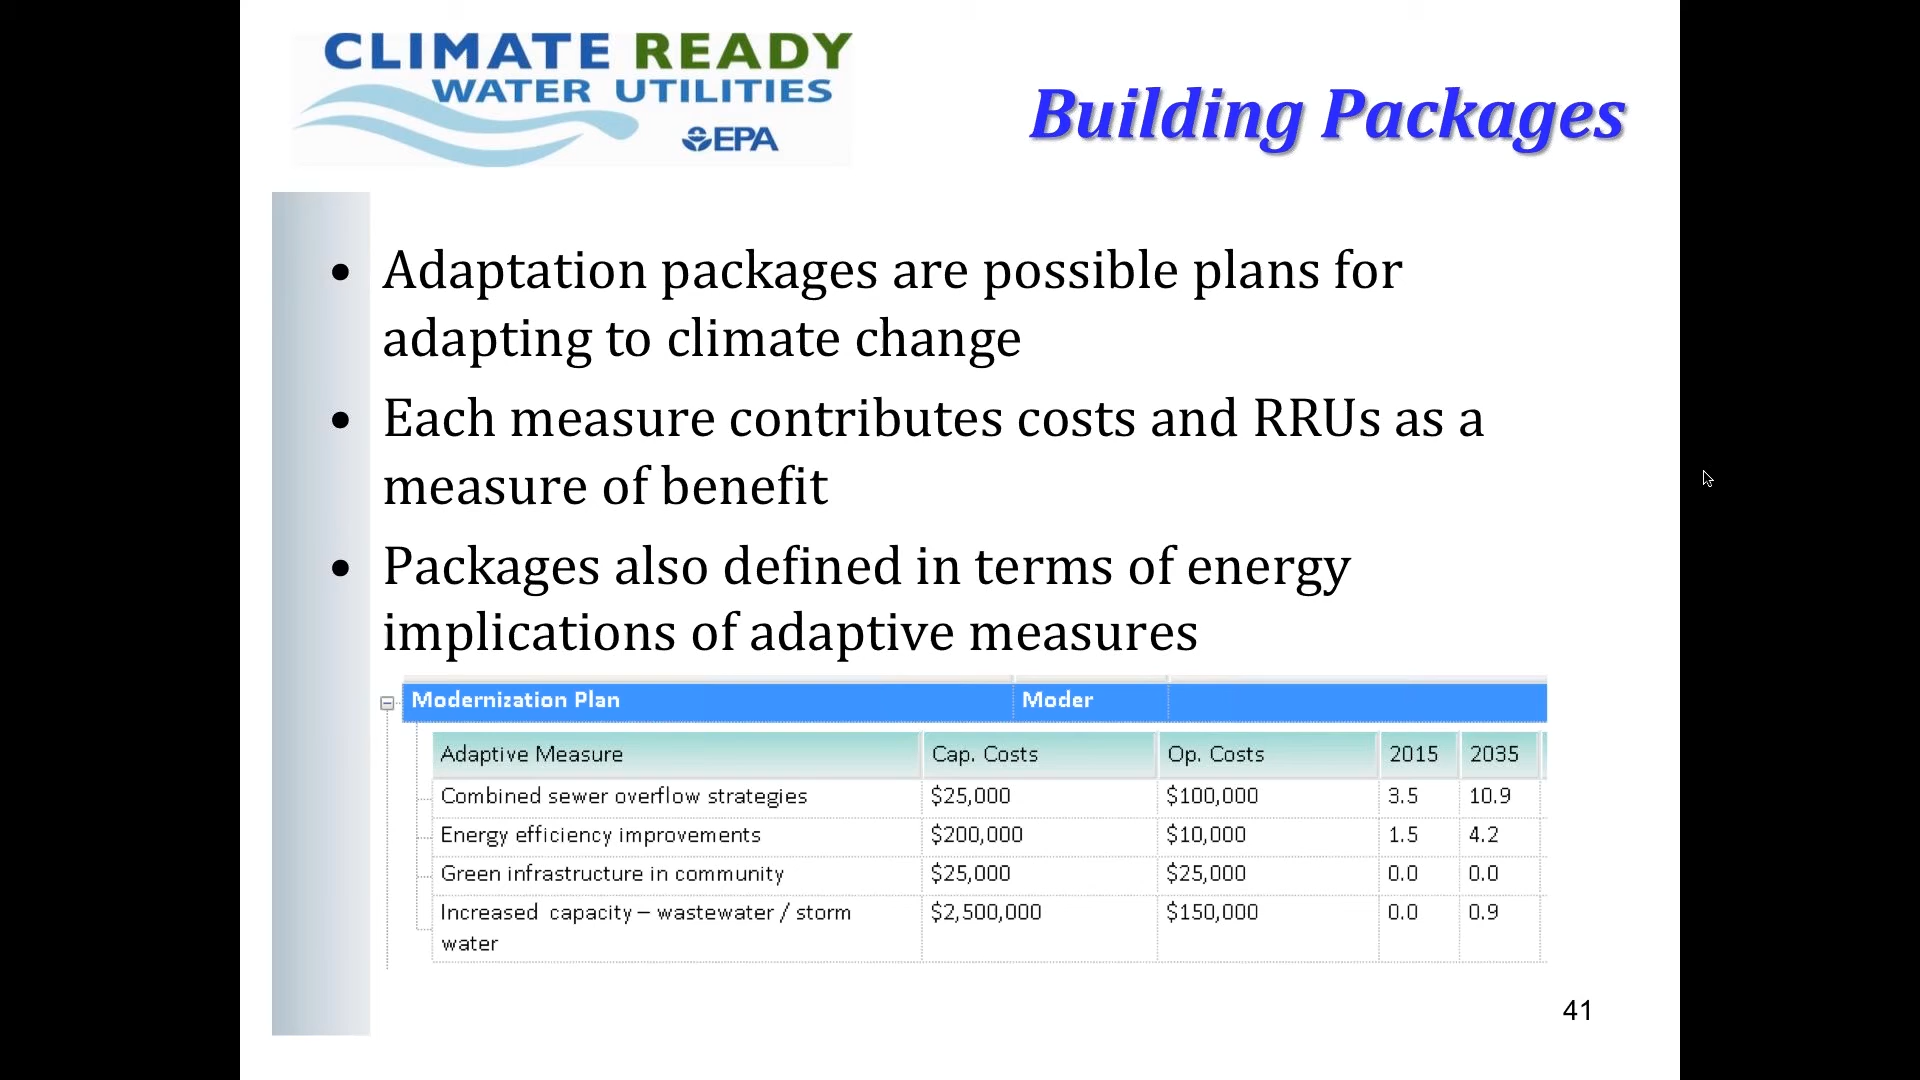 CLIMATE READY
WATER UTILITIES
EPA
Building Packages
• Adaptation packages are possible plans for
adapting to climate change
• Each measure contributes costs and RRUs as a
measure of benefit
• Packages also defined in terms of energy
implications of adaptive measures
Modernization Plan Moder
Adaptive Measure Cap. Costs Op. Costs 2015 2035
Combined sewer overflow strategies $25,000 $100,000 3.5 10.9
Energy efficiency improvements $200,000 $10,000 1.5 4.2
Green infrastructure in community $25,000 $25,000 0.0 0.0
Increased capacity – wastewater / storm $2,500,000 $150,000 0.0 0.9
water
41